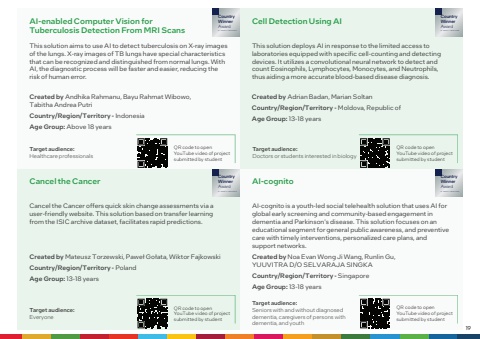 AI-enabled Computer Vision for
Tuberculosis Detection From MRI Scans
Country
Winner
Award
This solution aims to use AI to detect tuberculosis on X-ray images
of the lungs. X-ray images of TB lungs have special characteristics
that can be recognized and distinguished from normal lungs. With
AI, the diagnostic process will be faster and easier, reducing the
risk of human error.
Created by Andhika Rahmanu, Bayu Rahmat Wibowo,
Tabitha Andrea Putri
Country/Region/Territory - Indonesia
Age Group: Above 18 years
Target audience:
Healthcare professionals
QR code to open
YouTube video of project
submitted by student
Cell Detection Using AI
Country
Winner
Award
This solution deploys AI in response to the limited access to
laboratories equipped with specific cell-counting and detecting
devices. It utilizes a convolutional neural network to detect and
count Eosinophils, Lymphocytes, Monocytes, and Neutrophils,
thus aiding a more accurate blood-based disease diagnosis.
Created by Adrian Badan, Marian Soltan
Country/Region/Territory - Moldova, Republic of
Age Group: 13-18 years
Target audience:
Doctors or students interested in biology
QR code to open
YouTube video of project
submitted by student
Cancel the Cancer
Country
Winner
Award
Cancel the Cancer offers quick skin change assessments via a
user-friendly website. This solution based on transfer learning
from the ISIC archive dataset, facilitates rapid predictions.
Created by Mateusz Torzewski, Paweł Gołata, Wiktor Fajkowski
Country/Region/Territory - Poland
Age Group: 13-18 years
Target audience:
Everyone
QR code to open
YouTube video of project
submitted by student
AI-cognito
Country
Winner
Award
AI-cognito is a youth-led social telehealth solution that uses AI for
global early screening and community-based engagement in
dementia and Parkinson's disease. This solution focuses on an
educational segment for general public awareness, and preventive
care with timely interventions, personalized care plans, and
support networks.
Created by Noa Evan Wong Ji Wang, Runlin Gu,
YUUVITRA D/O SELVARAJA SINGKA
Country/Region/Territory - Singapore
Age Group: 13-18 years
Target audience:
Seniors with and without diagnosed
dementia, caregivers of persons with
dementia, and youth
QR code to open
YouTube video of project
submitted by student
19